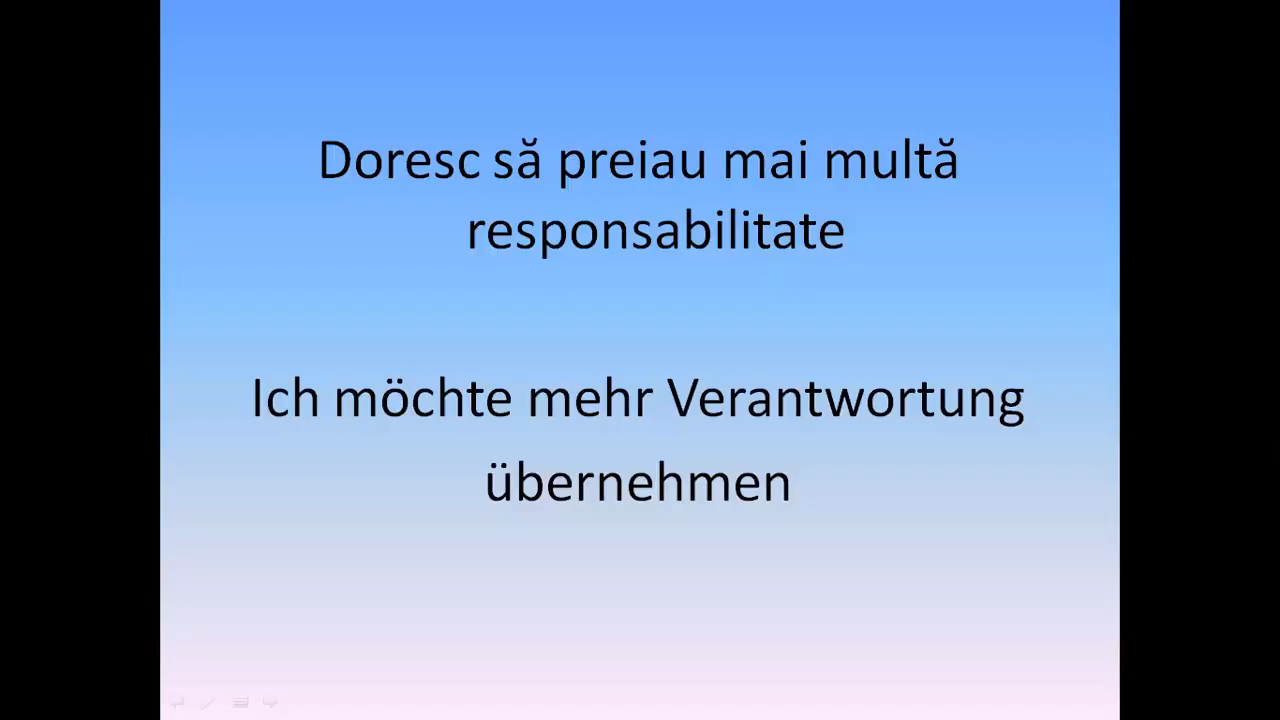 Doresc să preiau mai multă
responsabilitate
Ich möchte mehr Verantwortung
übernehmen